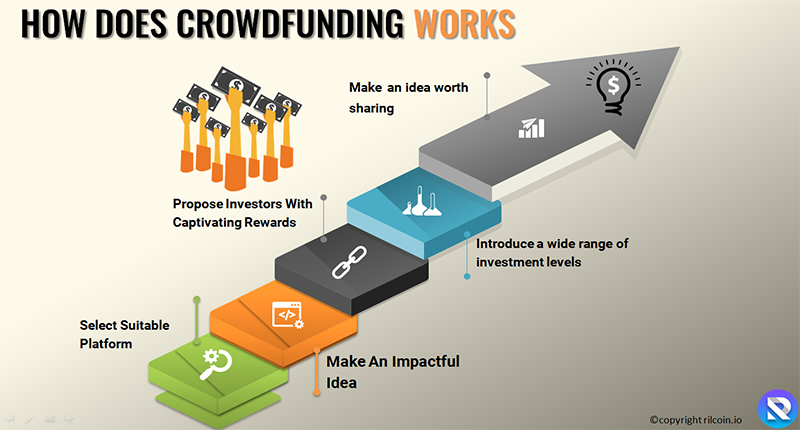 HOW DOES CROWDFUNDING WORKS
Make an idea worth
sharing
Propose Investors With
Captivating Rewards
Introduce a wide range of
investment levels
Select Suitable
Platform
Make An Impactful
Idea
©copyright rilcoin.io